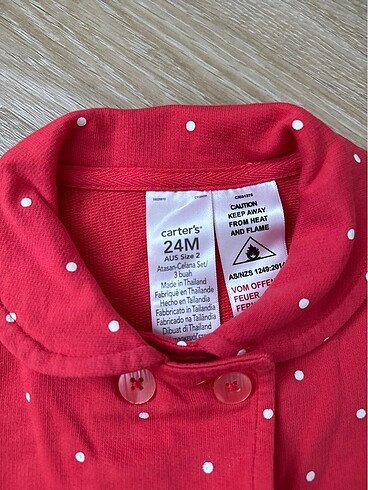 carter's®
24M
AUS Size 2
Atasan-Celana Set/
3 buah
Made in Thailand
Fabriqué en Thaïlande
Hecho en Tailandia
Fabbricato in Tailandia
Fabricado na Tailândia
Dibuat di Thailand
CAUTION
KEEP AWAY
FROM HEAT
AND FLAME
AS/NZS 1249:2014
VOM OFFEN
FEUER